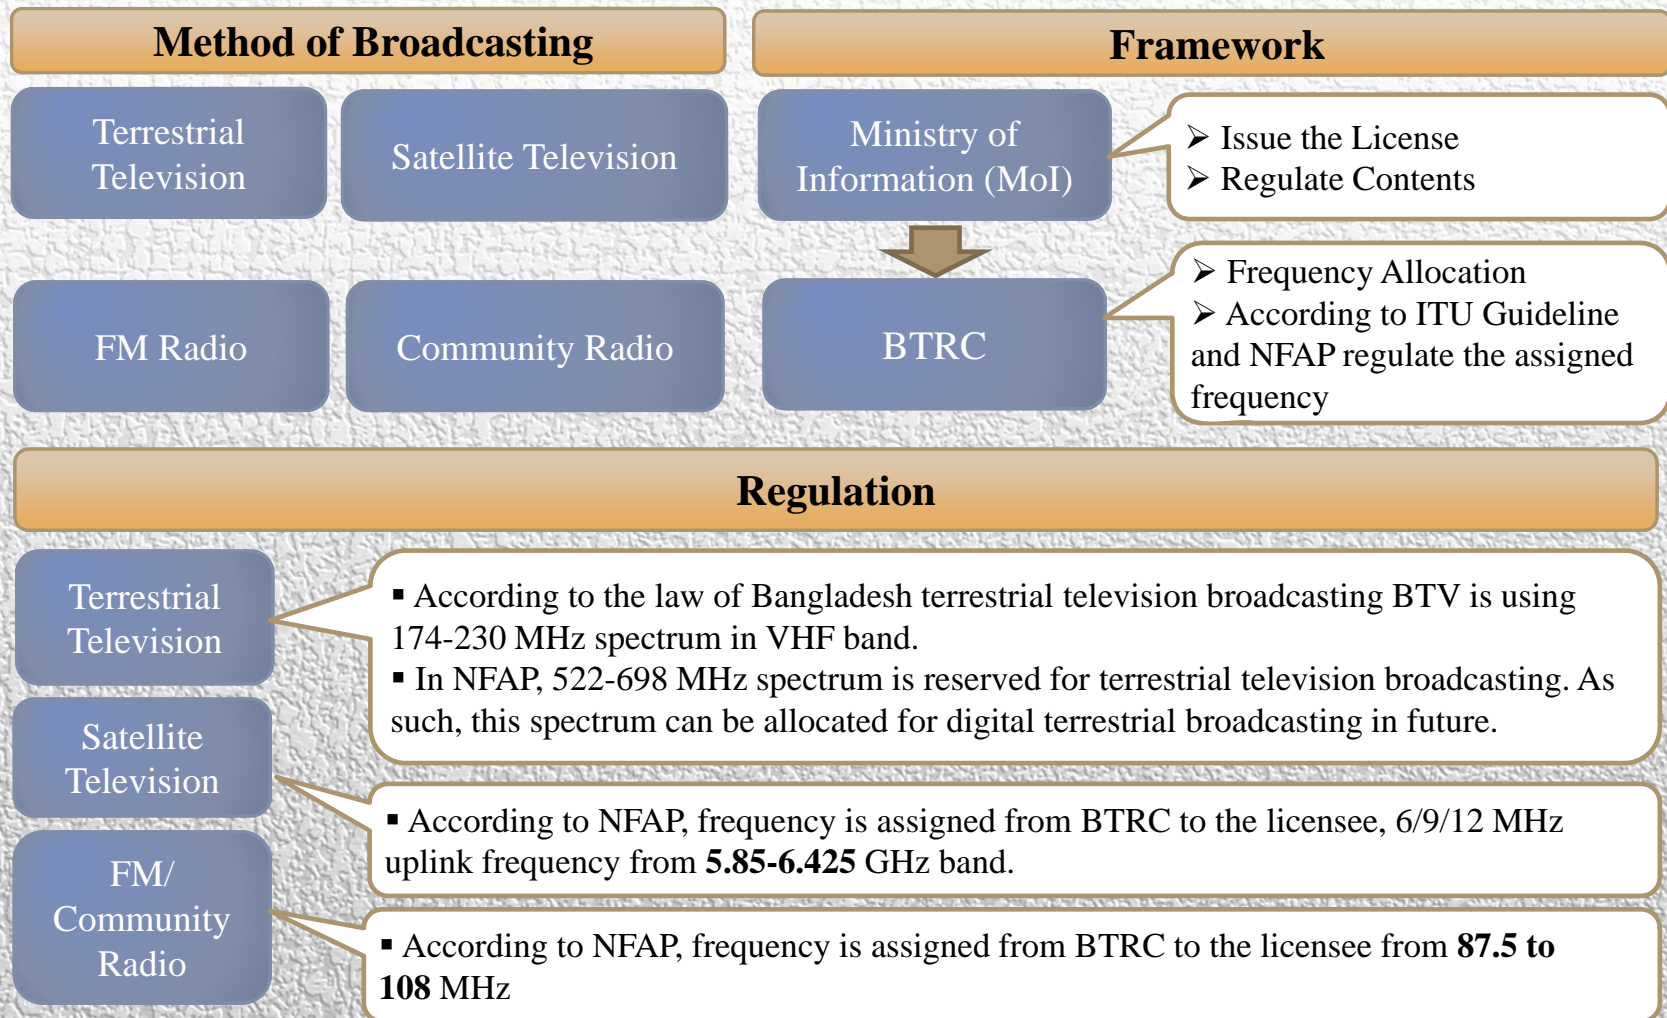 Method of Broadcasting
Terrestrial
Television
Satellite Television
FM Radio
Community Radio
Framework
Ministry of
Information (MoI)
➢ Issue the License
➢ Regulate Contents
BTRC
➢ Frequency Allocation
➢ According to ITU Guideline
and NFAP regulate the assigned
frequency
Regulation
Terrestrial
Television
▪ According to the law of Bangladesh terrestrial television broadcasting BTV is using
174-230 MHz spectrum in VHF band.
▪ In NFAP, 522-698 MHz spectrum is reserved for terrestrial television broadcasting. As
such, this spectrum can be allocated for digital terrestrial broadcasting in future.
Satellite
Television
▪ According to NFAP, frequency is assigned from BTRC to the licensee, 6/9/12 MHz
uplink frequency from 5.85-6.425 GHz band.
FM/
Community
Radio
▪ According to NFAP, frequency is assigned from BTRC to the licensee from 87.5 to
108 MHz